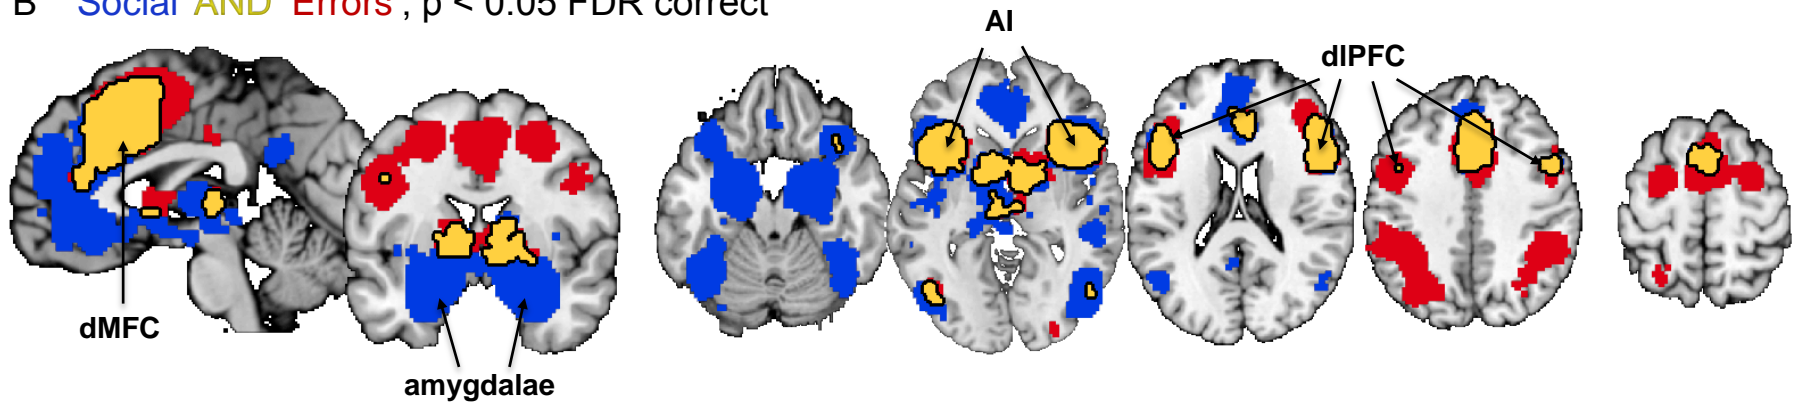 B "Social" AND "Errors", p < 0.05 FDR correct
AI
dlPFC
dMFC
amygdalae